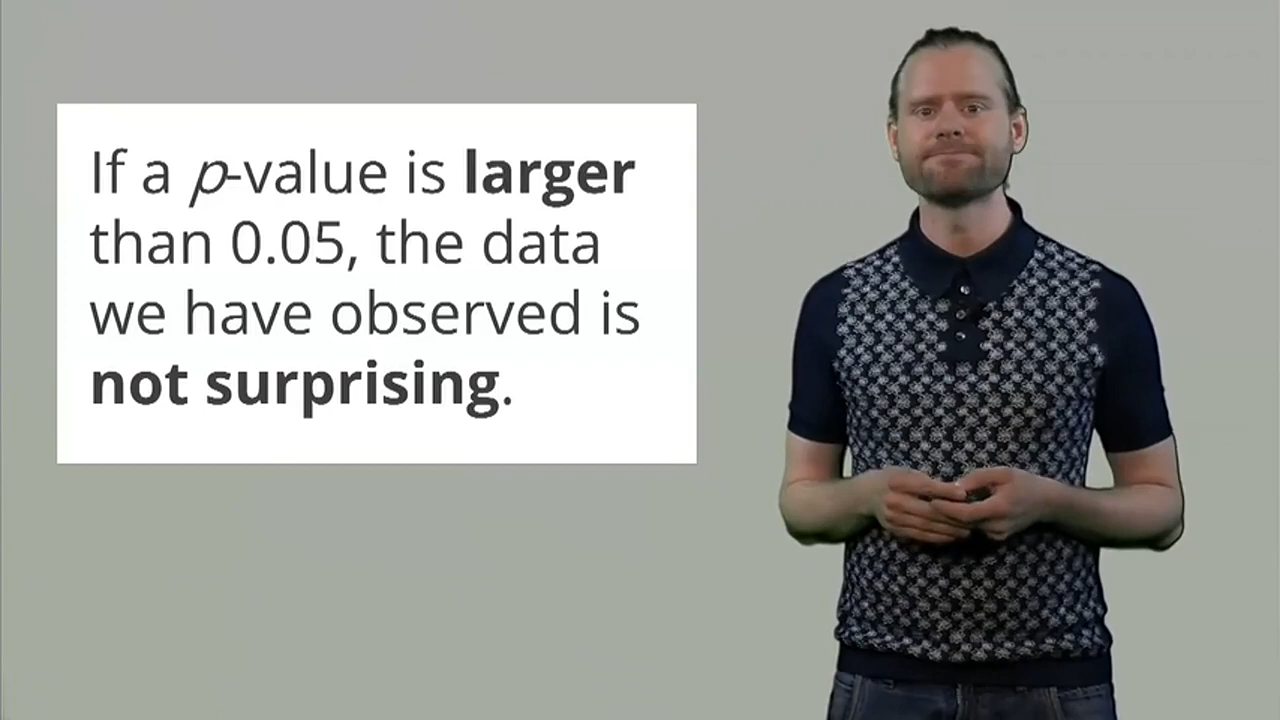 If a p-value is larger
than 0.05, the data
we have observed is
not surprising.